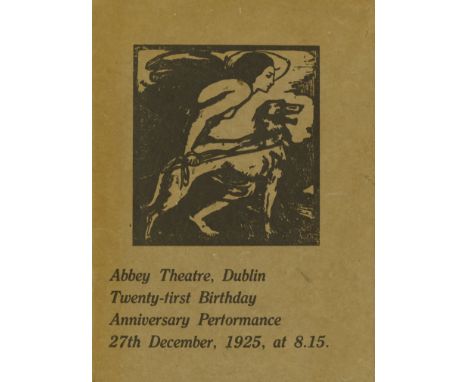 Abbey Theatre, Dublin
Twenty-first Birthday
Anniversary Performance
27th December, 1925, at 8.15.